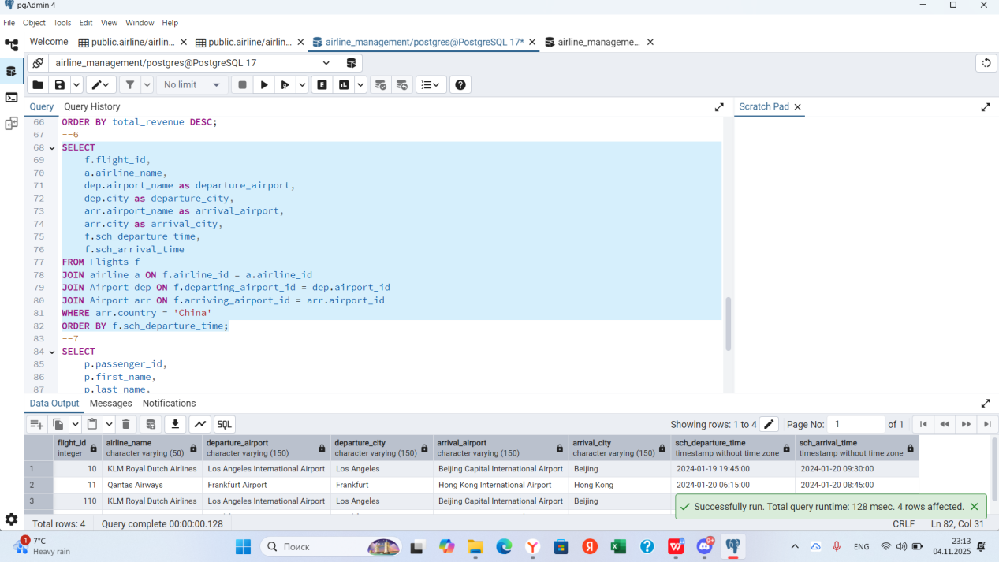 pgAdmin 4
File Object Tools Edit View Window Help
Welcome public.airline/airlin... public.airline/airlin... airline_management/postgres@PostgreSQL 17* airline_manageme...
airline_management/postgres@PostgreSQL 17
No limit E
Query Query History Scratch Pad
66 ORDER BY total_revenue DESC;
67 --6
68 SELECT
69 f.flight_id,
70 a.airline_name,
71 dep.airport_name as departure_airport,
72 dep.city as departure_city,
73 arr.airport_name as arrival_airport,
74 arr.city as arrival_city,
75 f.sch_departure_time,
76 f.sch_arrival_time
77 FROM Flights f
78 JOIN airline a ON f.airline_id = a.airline_id
79 JOIN Airport dep ON f.departing_airport_id = dep.airport_id
80 JOIN Airport arr ON f.arriving_airport_id = arr.airport_id
81 WHERE arr.country = 'China'
82 ORDER BY f.sch_departure_time;
83 --7
84 SELECT
85 p.passenger_id,
86 p.first_name,
87 p.last_name,
Data Output Messages Notifications
SQL Showing rows: 1 to 4 Page No: 1 of 1
flight_id airline_name departure_airport departure_city arrival_airport arrival_city sch_departure_time sch_arrival_time
integer character varying (50) character varying (150) character varying (150) character varying (150) character varying (150) timestamp without time zone timestamp without time zone
1 10 KLM Royal Dutch Airlines Los Angeles International Airport Los Angeles Beijing Capital International Airport Beijing 2024-01-19 19:45:00 2024-01-20 09:30:00
2 11 Qantas Airways Frankfurt Airport Frankfurt Hong Kong International Airport Hong Kong 2024-01-20 06:15:00 2024-01-20 08:45:00
3 110 KLM Royal Dutch Airlines Los Angeles International Airport Los Angeles Beijing Capital International Airport Beijing
Successfully run. Total query runtime: 128 msec. 4 rows affected.
Total rows: 4 Query complete 00:00:00.128 CRLF Ln 82, Col 31
1 7°C
Heavy rain
Поиск
9+
ENG
23:13
04.11.2025